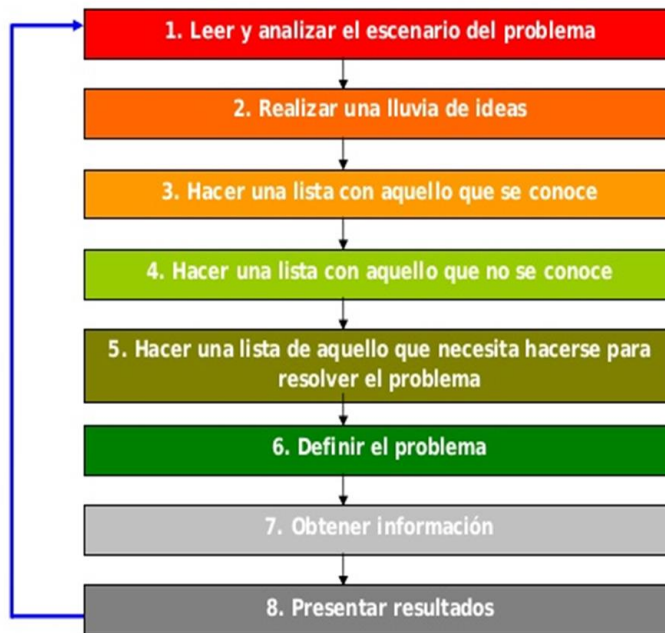 1. Leer y analizar el escenario del problema
2. Realizar una lluvia de ideas
3. Hacer una lista con aquello que se conoce
4. Hacer una lista con aquello que no se conoce
5. Hacer una lista de aquello que necesita hacerse para
resolver el problema
6. Definir el problema
7. Obtener información
8. Presentar resultados